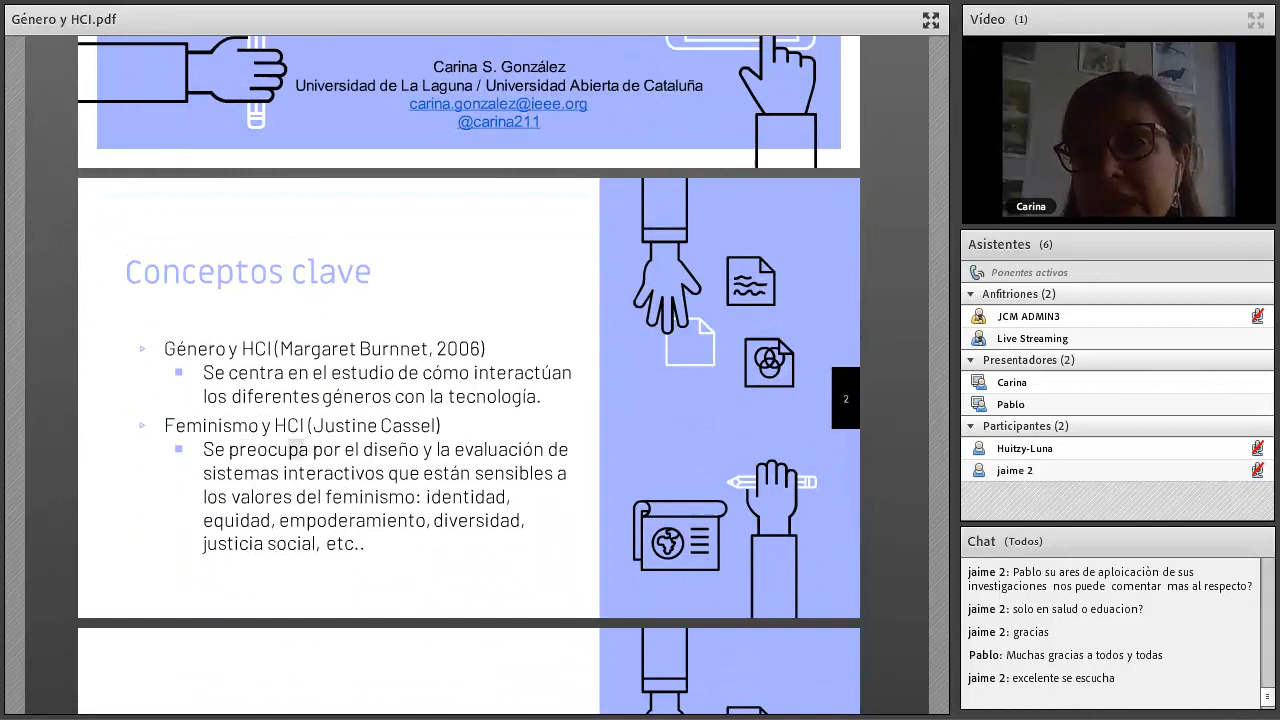 Género y HCI.pdf
Carina S. González
Universidad de La Laguna / Universidad Abierta de Cataluña
carina.gonzalez@ieee.org
@carina211
Conceptos clave
Género y HCI (Margaret Burnnet, 2006)
Se centra en el estudio de cómo interactúan
los diferentes géneros con la tecnología.
Feminismo y HCI (Justine Cassel)
Se preocupa por el diseño y la evaluación de
sistemas interactivos que están sensibles a
los valores del feminismo: identidad,
equidad, empoderamiento, diversidad,
justicia social, etc..
2
Vídeo (1)
Carina
Asistentes (6)
Ponentes activos
Anfitriones (2)
JCM ADMIN3
Live Streaming
Presentadores (2)
Carina
Pablo
Participantes (2)
Huitzy-Luna
jaime 2
Chat (Todos)
jaime 2: Pablo su ares de aploicaciòn de sus
investigaciones nos puede comentar mas al respecto?
jaime 2: solo en salud o eduacion?
jaime 2: gracias
Pablo: Muchas gracias a todos y todas
jaime 2: excelente se escucha